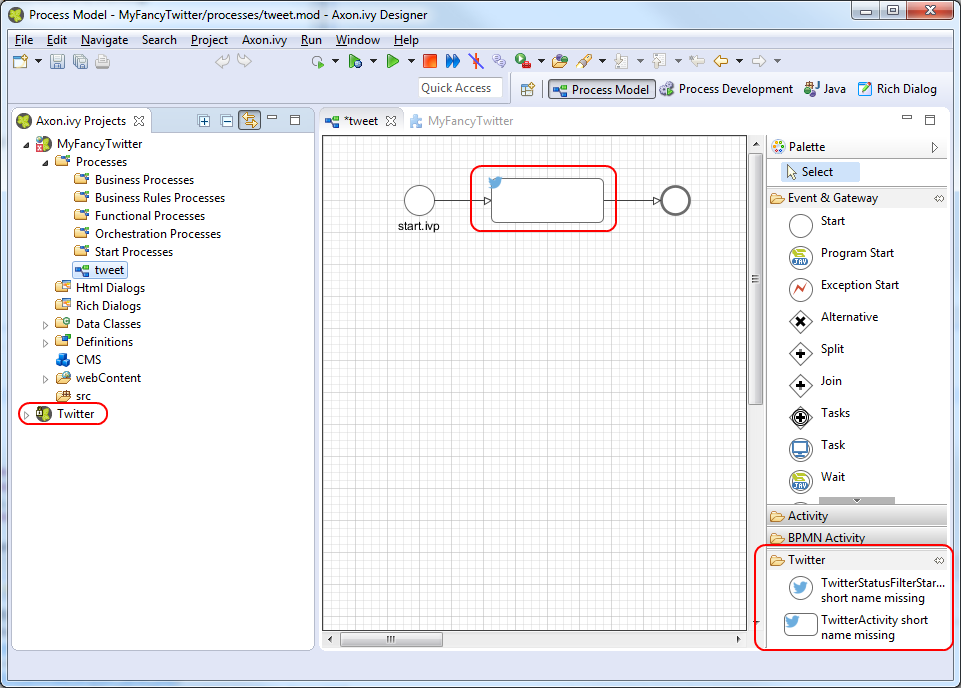 Process Model - MyFancyTwitter/processes/tweet.mod - Axon.ivy Designer
File Edit Navigate Search Project Axon.ivy Run Window Help
Quick Access
Process Model
Process Development
Java
Rich Dialog
Axon.ivy Projects
MyFancyTwitter
Processes
Business Processes
Business Rules Processes
Functional Processes
Orchestration Processes
Start Processes
tweet
Html Dialogs
Rich Dialogs
Data Classes
Definitions
CMS
webContent
src
Twitter
*tweet
MyFancyTwitter
start.ivp
Palette
Select
Event & Gateway
Start
JAV
Program Start
Exception Start
Alternative
Split
Join
Tasks
Task
JAV
Wait
Activity
BPMN Activity
Twitter
TwitterStatusFilterStar...
short name missing
TwitterActivity short
name missing